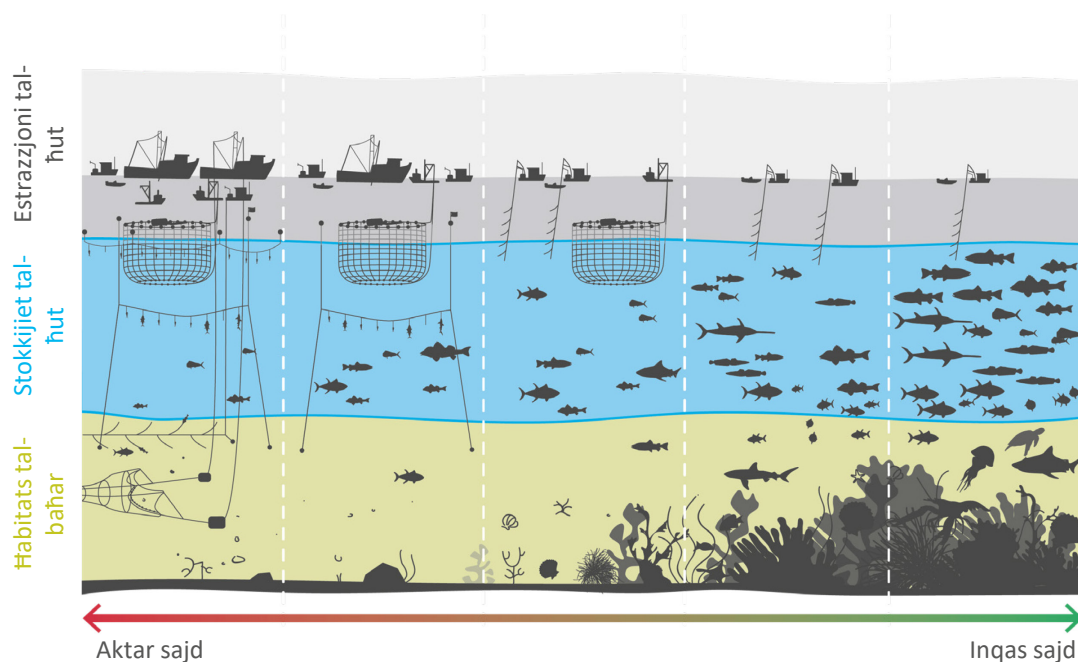 Estrazzjoni tal-
ħut
Stokkijiet tal-
ħut
Ħabitats tal-
baħar
Aktar sajd
Inqas sajd